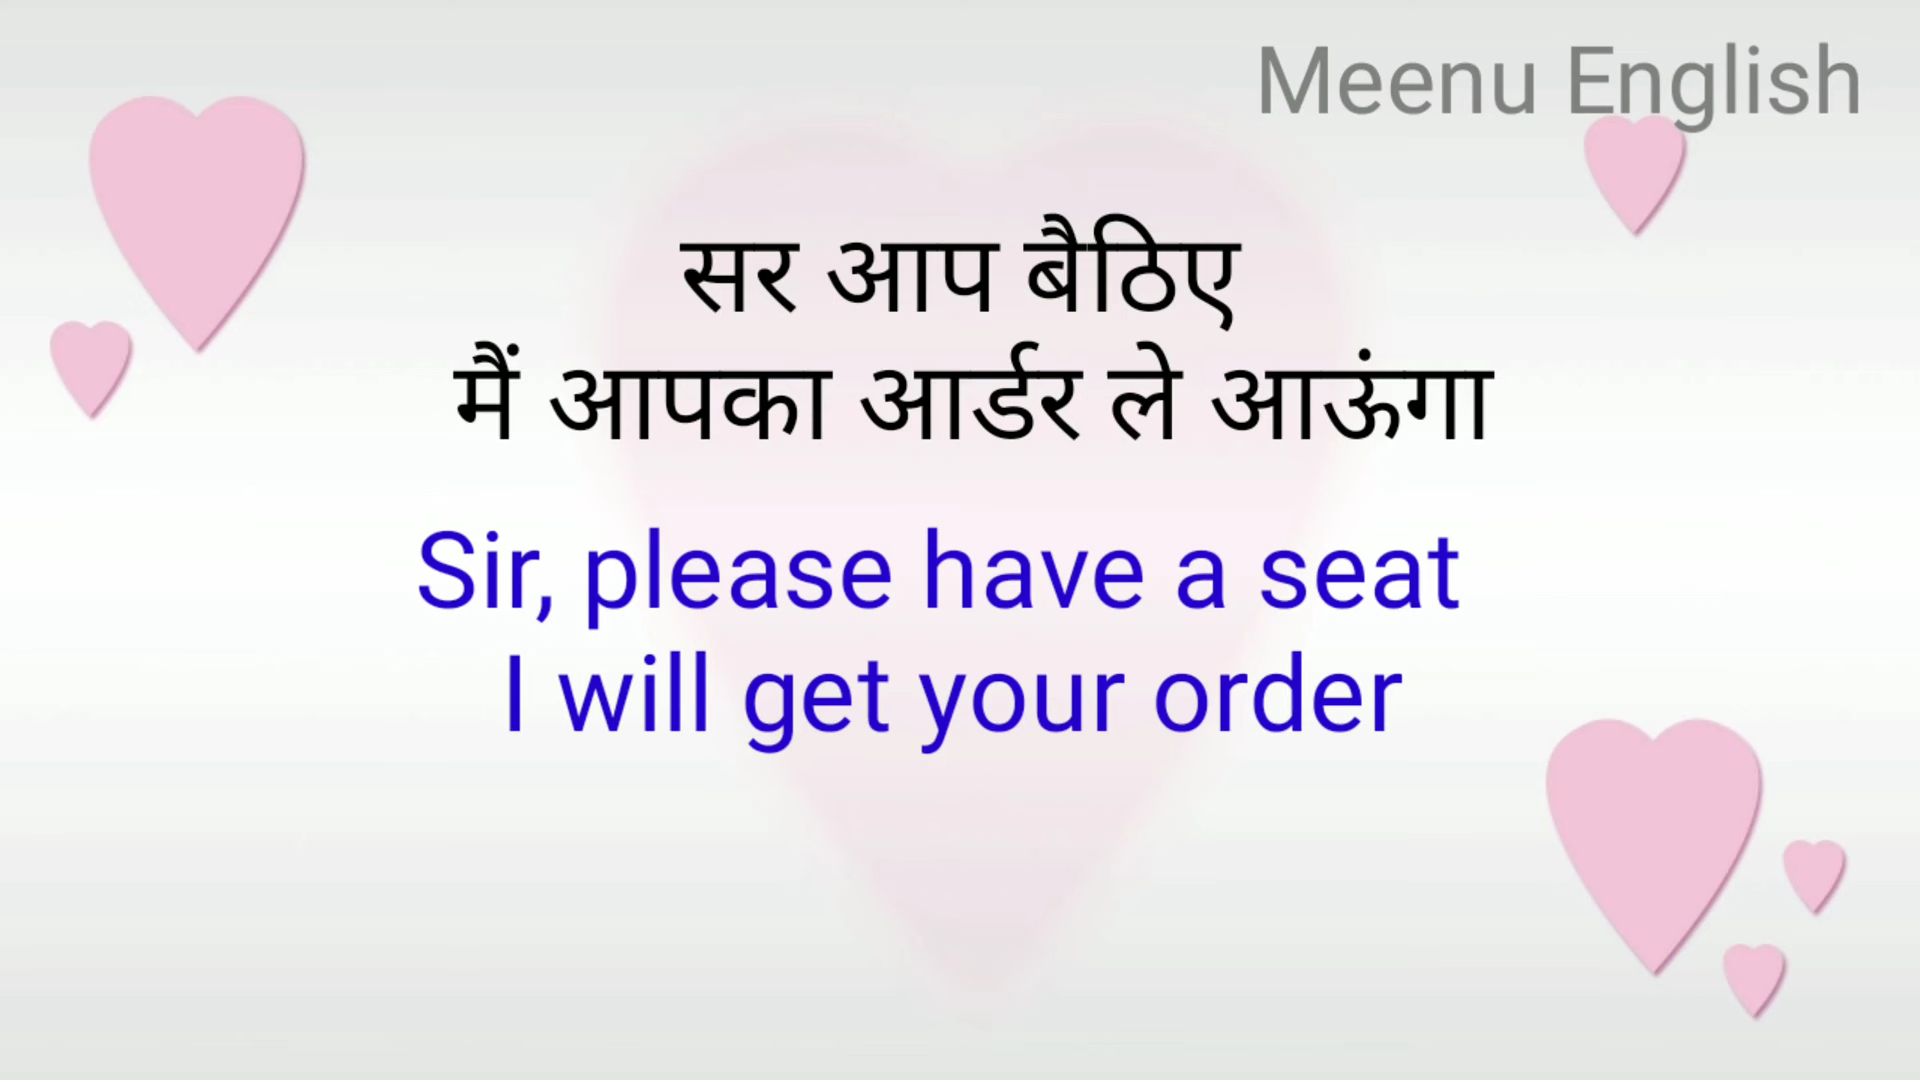 Meenu English
सर आप बैठिए
मैं आपका आर्डर ले आऊंगा
Sir, please have a seat
I will get your order